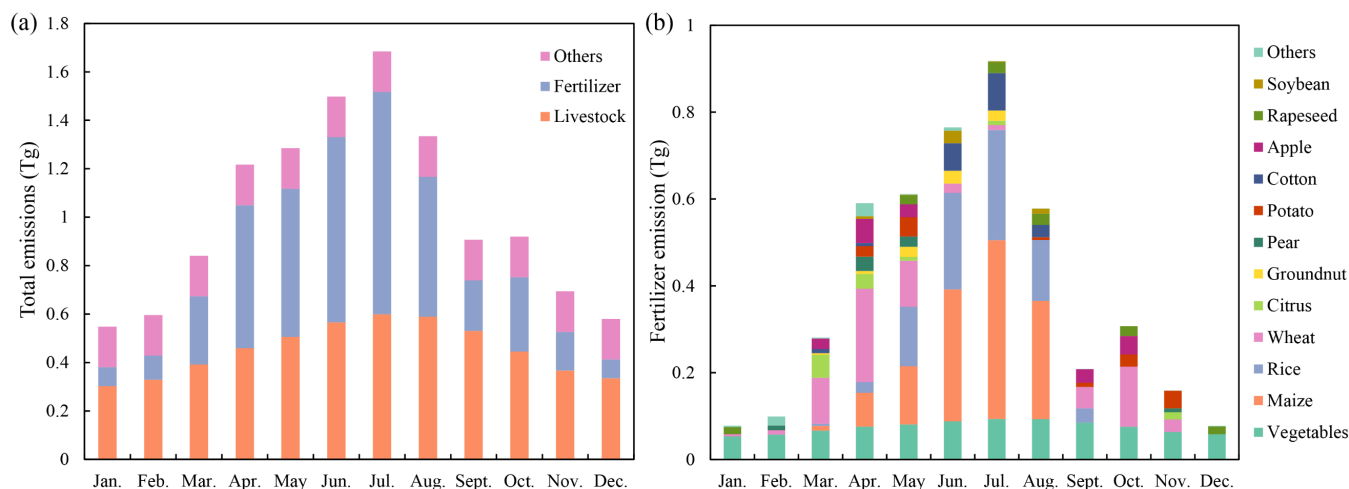 (a)
Total emissions (Tg)
1.8
1.6
1.4
1.2
1
0.8
0.6
0.4
0.2
0
Others
Fertilizer
Livestock
Jan. Feb. Mar. Apr. May Jun. Jul. Aug. Sept. Oct. Nov. Dec.
(b)
Fertilizer emission (Tg)
1
0.8
0.6
0.4
0.2
0
Jan. Feb. Mar. Apr. May Jun. Jul. Aug. Sept. Oct. Nov. Dec.
Others
Soybean
Rapeseed
Apple
Cotton
Potato
Pear
Groundnut
Citrus
Wheat
Rice
Maize
Vegetables